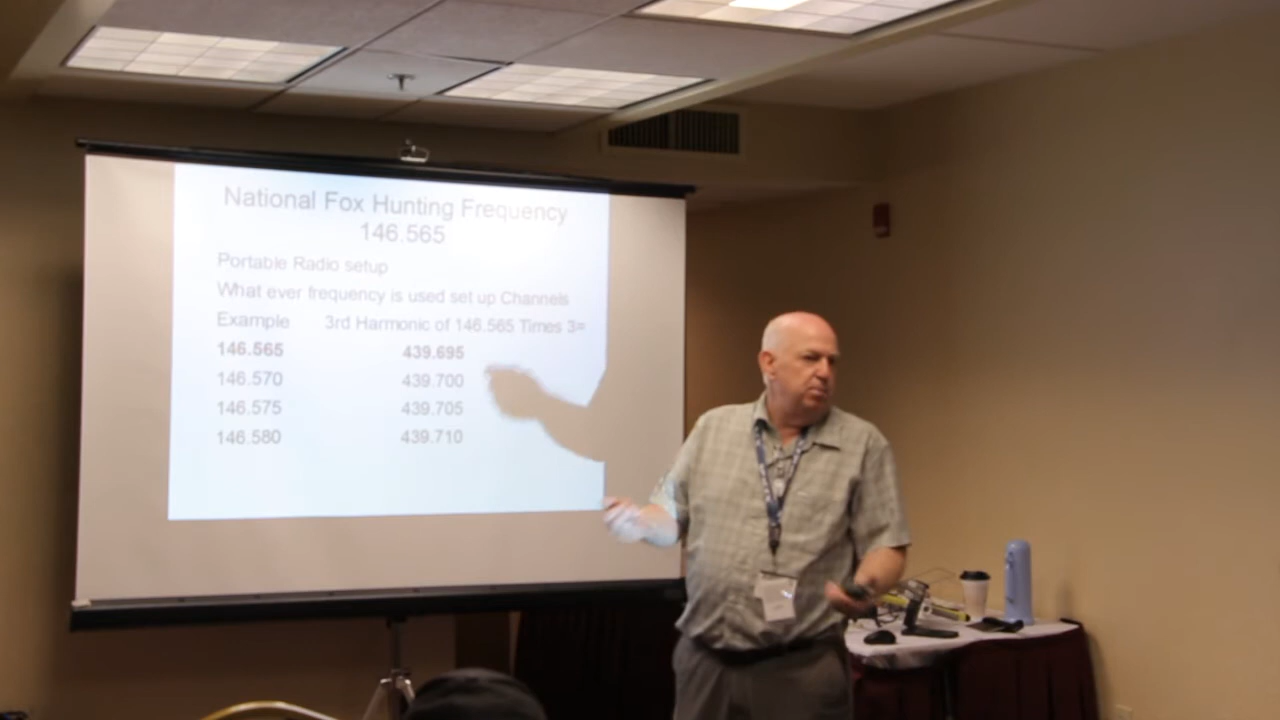 National Fox Hunting Frequency
146.565
Portable Radio setup
What ever frequency is used set up Channels
Example 3rd Harmonic of 146.565 Times 3=
146.565 439.695
146.570 439.700
146.575 439.705
146.580 439.710